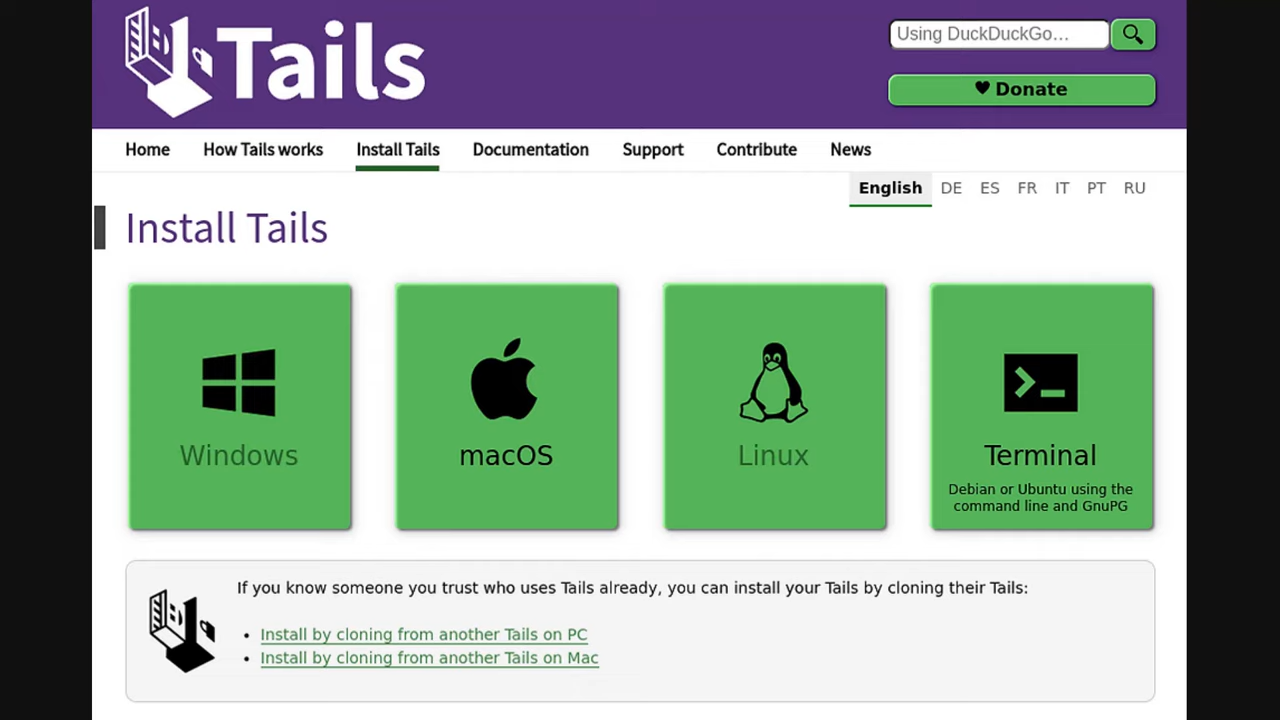 Tails
Using DuckDuckGo...
♥ Donate
Home How Tails works Install Tails Documentation Support Contribute News
English DE ES FR IT PT RU
Install Tails
Windows
macOS
Linux
Terminal
Debian or Ubuntu using the
command line and GnuPG
If you know someone you trust who uses Tails already, you can install your Tails by cloning their Tails:
• Install by cloning from another Tails on PC
• Install by cloning from another Tails on Mac